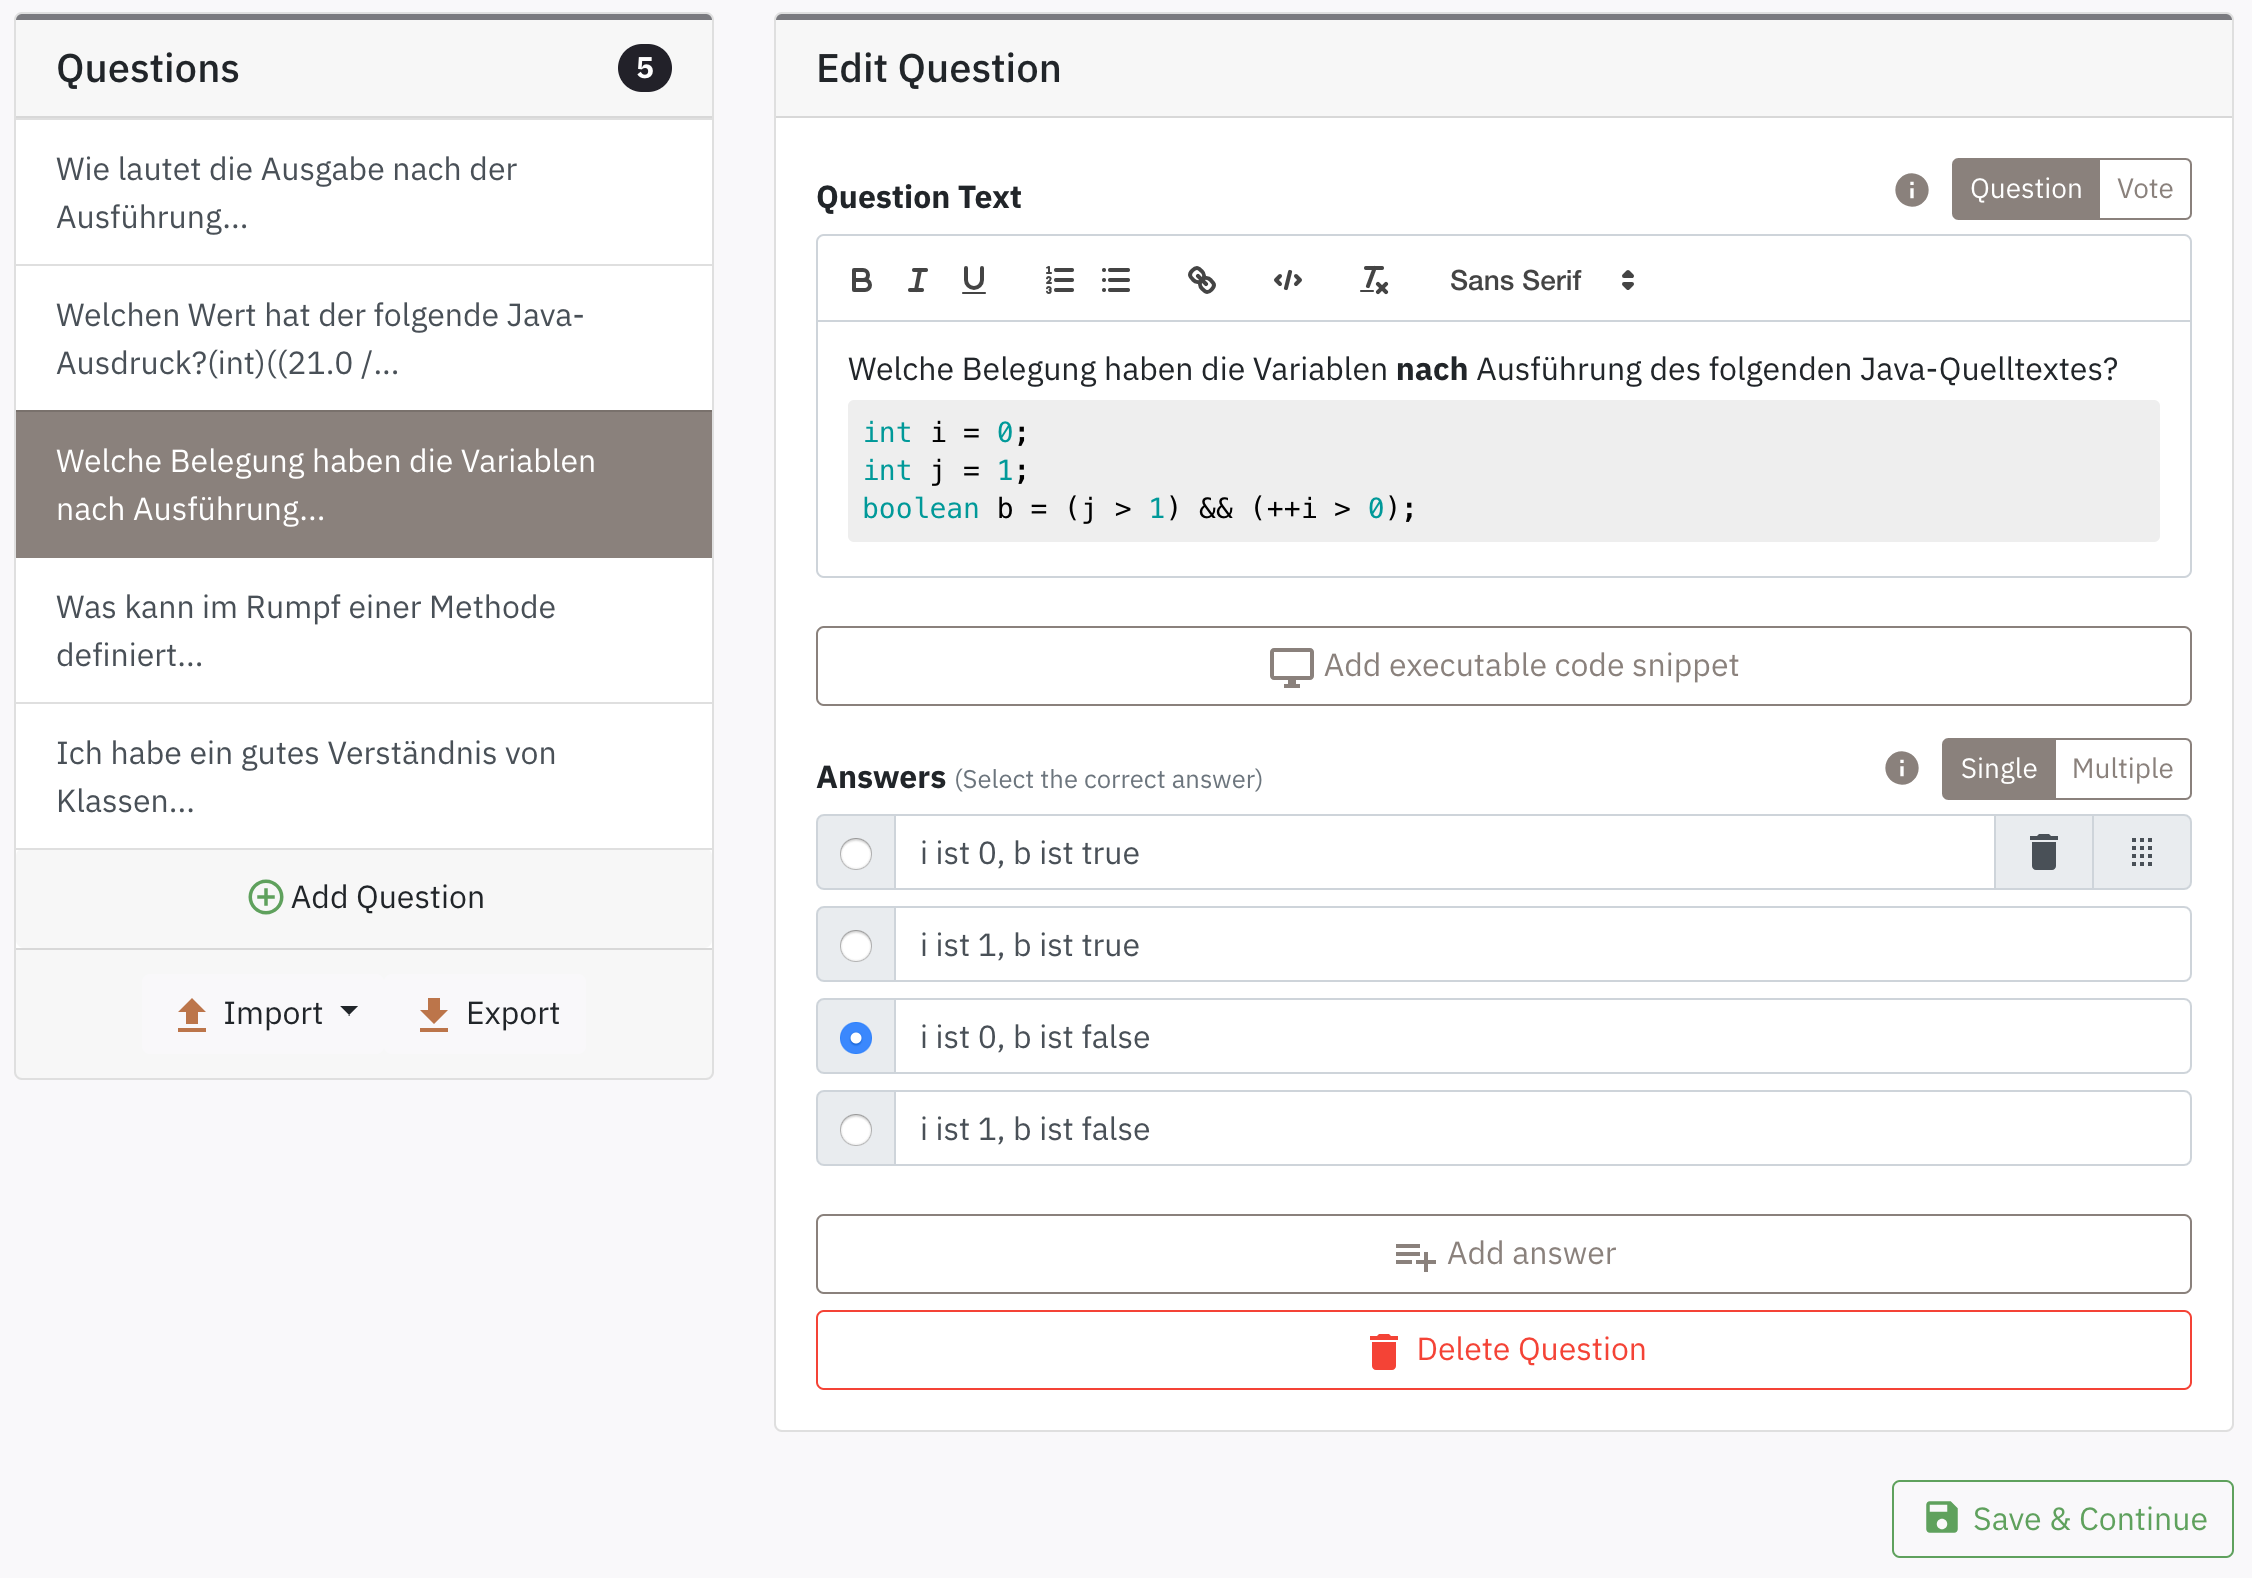 Questions 5
Wie lautet die Ausgabe nach der
Ausführung...
Welchen Wert hat der folgende Java-
Ausdruck?(int)((21.0 /...
Welche Belegung haben die Variablen
nach Ausführung...
Was kann im Rumpf einer Methode
definiert...
Ich habe ein gutes Verständnis von
Klassen...
Add Question
Import Export
Edit Question
Question Text Question Vote
Sans Serif
Welche Belegung haben die Variablen nach Ausführung des folgenden Java-Quelltextes?
int i = 0;
int j = 1;
boolean b = (j > 1) && (++i > 0);
Add executable code snippet
Answers (Select the correct answer) Single Multiple
i ist 0, b ist true
i ist 1, b ist true
i ist 0, b ist false
i ist 1, b ist false
Add answer
Delete Question
Save & Continue